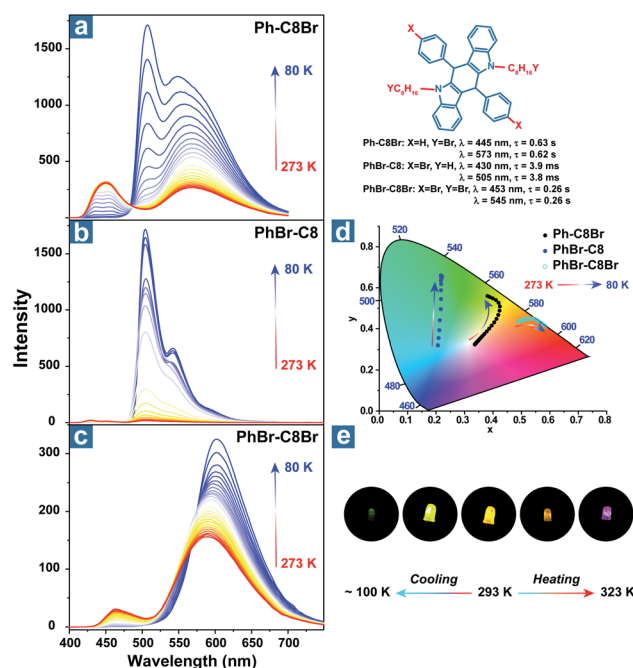 a
Ph-C8Br
1500
1250
1000
750
500
250
0
80 K
273 K
b
PhBr-C8
1500
1000
500
0
80 K
273 K
c
PhBr-C8Br
300
200
100
0
80 K
273 K
Intensity
400 450 500 550 600 650 700
Wavelength (nm)
X
N—C₈H₁₆Y
YC₈H₁₆—N
X
Ph-C8Br: X=H, Y=Br, λ = 445 nm, τ = 0.63 s
λ = 573 nm, τ = 0.62 s
PhBr-C8: X=Br, Y=H, λ = 430 nm, τ = 3.9 ms
λ = 505 nm, τ = 3.8 ms
PhBr-C8Br: X=Br, Y=Br, λ = 453 nm, τ = 0.26 s
λ = 545 nm, τ = 0.26 s
d
0.8
0.6
0.4
0.2
0.0
y
520
540
560
580
600
620
500
480
460
Ph-C8Br
PhBr-C8
PhBr-C8Br
273 K 80 K
0.0 0.1 0.2 0.3 0.4 0.5 0.6 0.7 0.8
x
e
Cooling Heating
~ 100 K 293 K 323 K